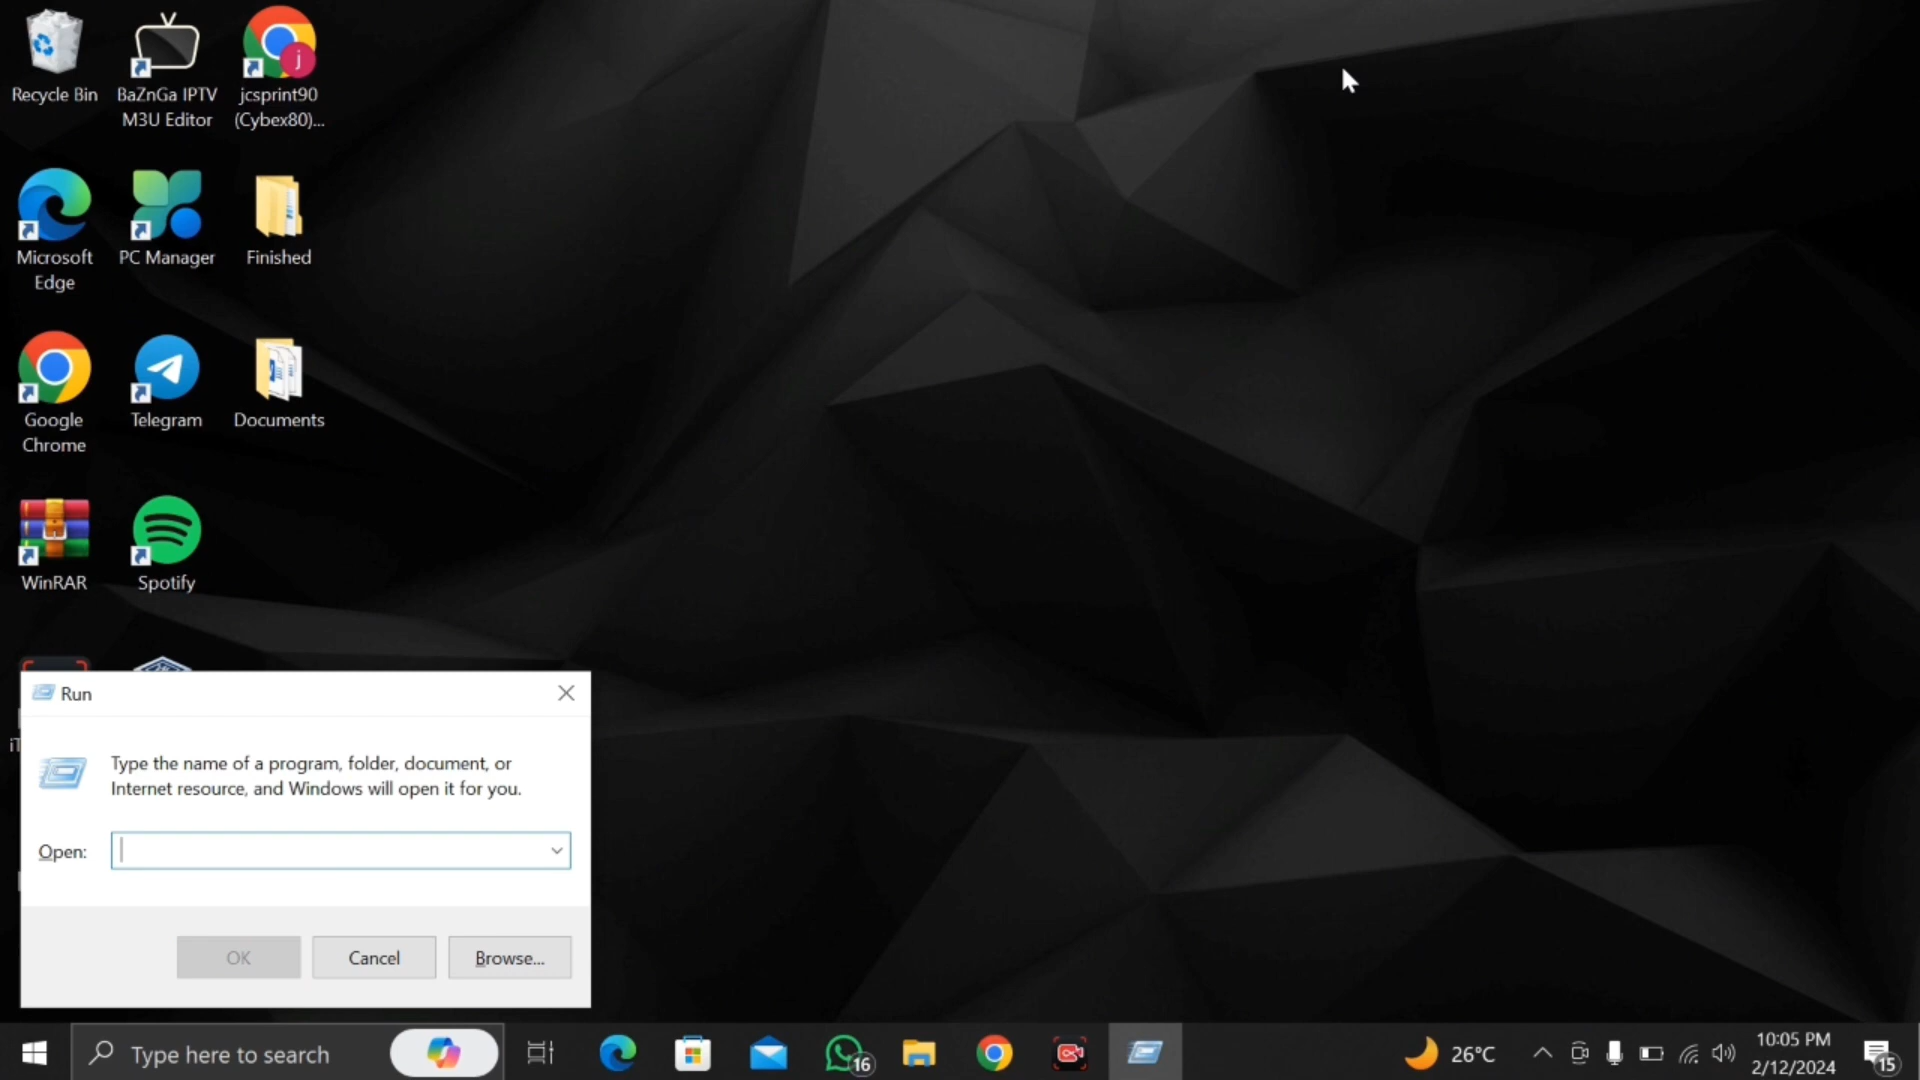 Recycle Bin
BaZnGa IPTV
M3U Editor
j
jcsprint90
(Cybex80)...
Microsoft
Edge
PC Manager
Finished
Google
Chrome
Telegram
Documents
WinRAR
Spotify
Run
Type the name of a program, folder, document, or
Internet resource, and Windows will open it for you.
Open:
OK
Cancel
Browse...
Type here to search
16
26°C
10:05 PM
2/12/2024
15